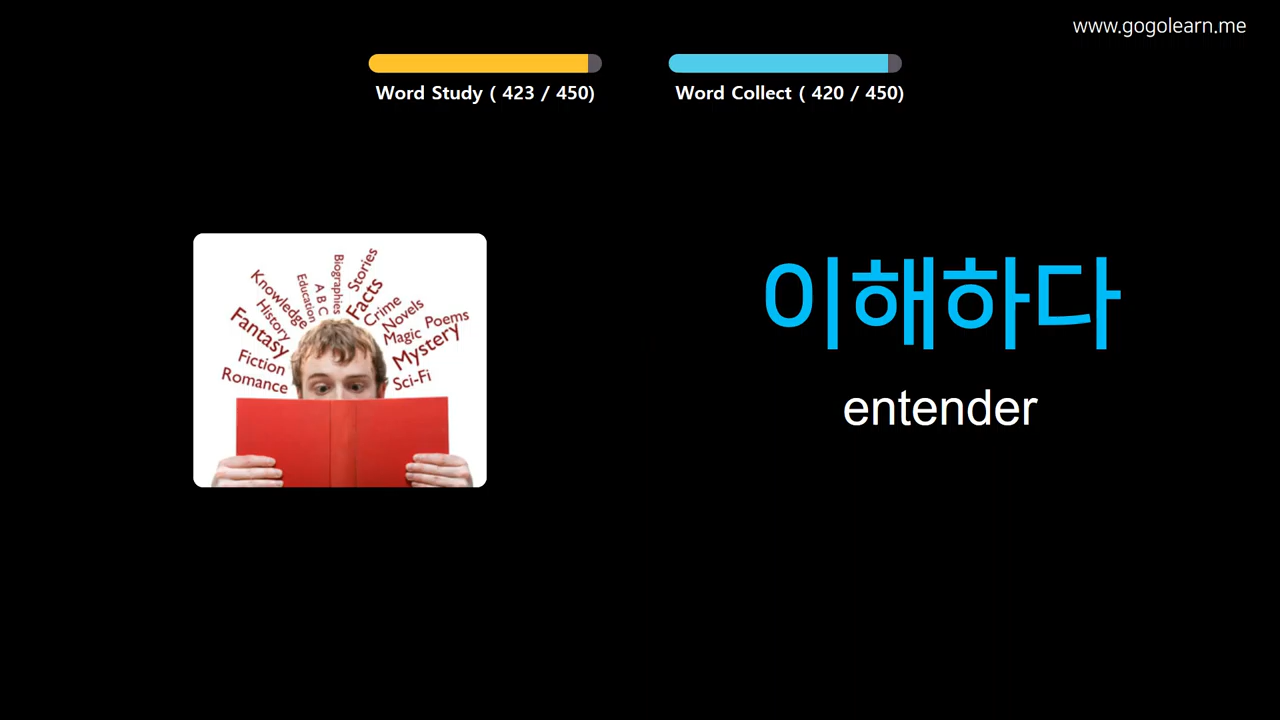 www.gogolearn.me
Word Study ( 423 / 450)
Word Collect ( 420 / 450)
이해하다
entender
Knowledge
History
Fantasy
Fiction
Romance
Education
A B C
Biographies
Stories
Facts
Crime
Novels
Magic
Poems
Mystery
Sci-Fi